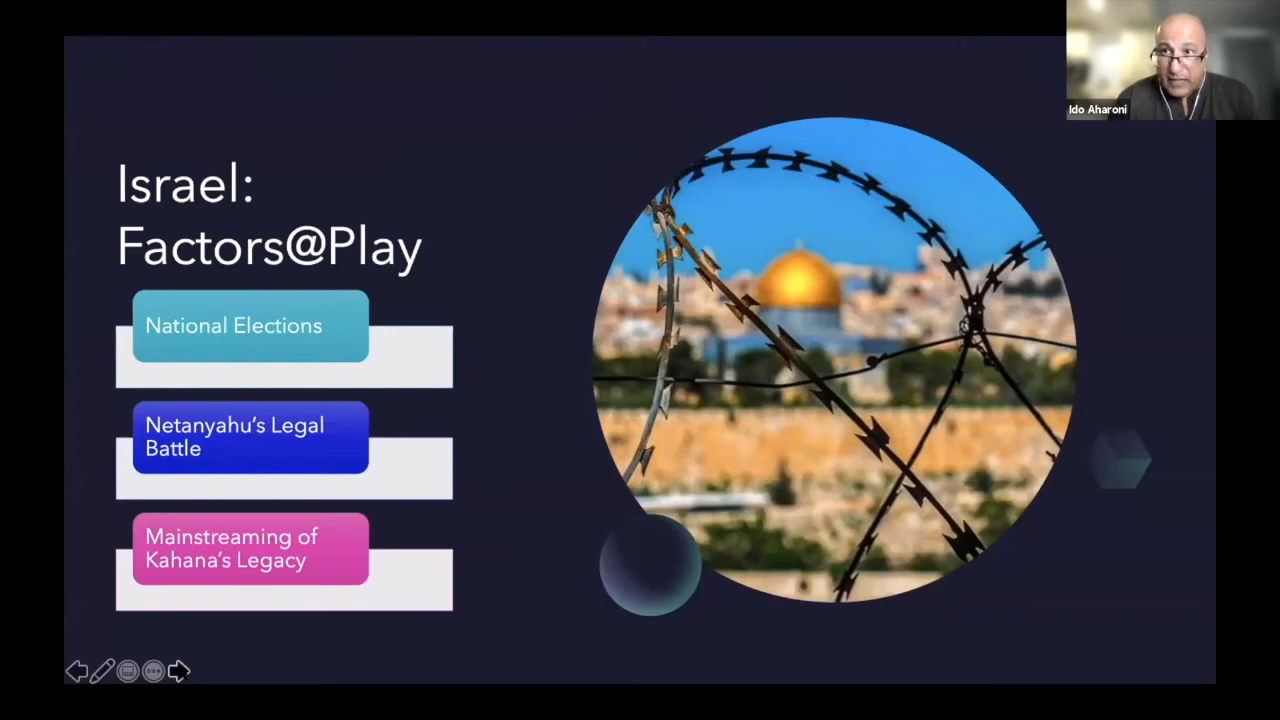 Israel:
Factors@Play
National Elections
Netanyahu’s Legal
Battle
Mainstreaming of
Kahana’s Legacy
Ido Aharoni